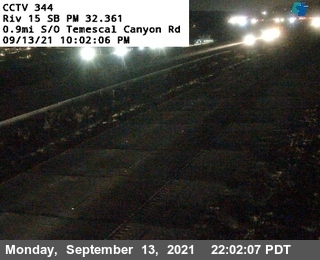 CCTV 344
Riv 15 SB PM 32.361
0.9mi S/O Temescal Canyon Rd
09/13/21 10:02:06 PM
Monday, September 13, 2021 22:02:07 PDT